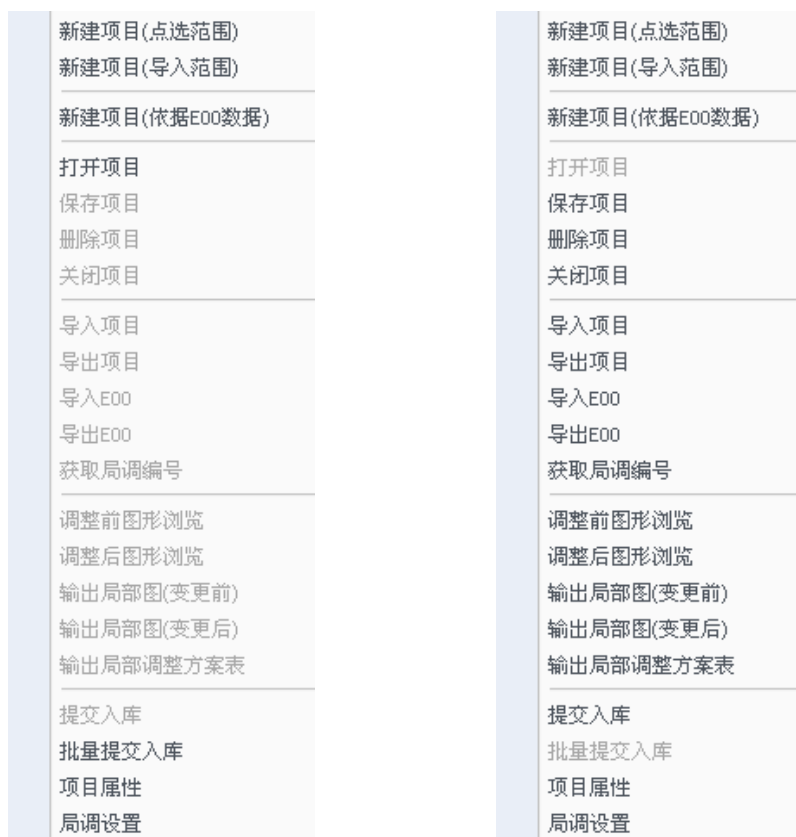 新建项目(点选范围)
新建项目(导入范围)
新建项目(依据E00数据)
打开项目
保存项目
删除项目
关闭项目
导入项目
导出项目
导入E00
导出E00
获取局调编号
调整前图形浏览
调整后图形浏览
输出局部图(变更前)
输出局部图(变更后)
输出局部调整方案表
提交入库
批量提交入库
项目属性
局调设置
新建项目(点选范围)
新建项目(导入范围)
新建项目(依据E00数据)
打开项目
保存项目
删除项目
关闭项目
导入项目
导出项目
导入E00
导出E00
获取局调编号
调整前图形浏览
调整后图形浏览
输出局部图(变更前)
输出局部图(变更后)
输出局部调整方案表
提交入库
批量提交入库
项目属性
局调设置